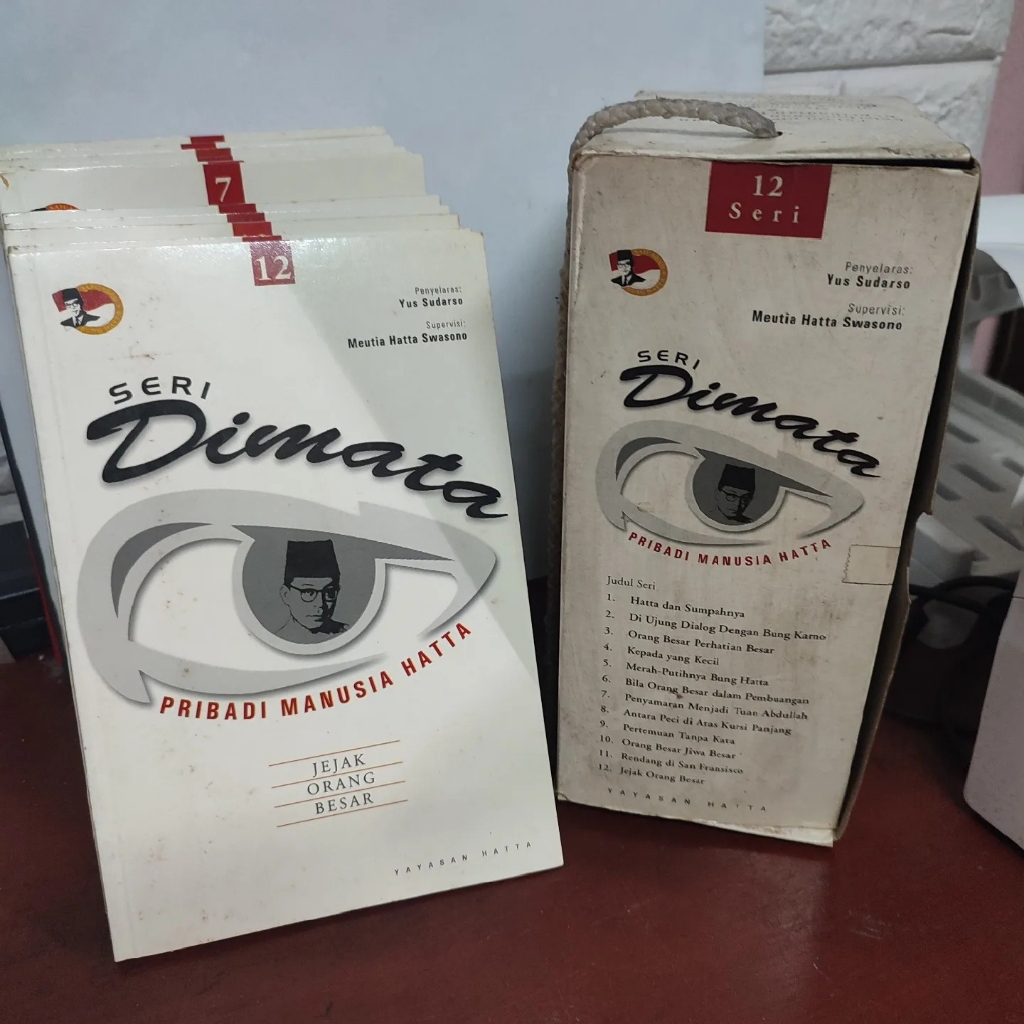 7
12
Penyelaras:
Yus Sudarso
Supervisi:
Meutia Hatta Swasono
SERI
Dimata
PRIBADI MANUSIA HATTA
JEJAK
ORANG
BESAR
YAYASAN HATTA
12
Seri
Penyelaras:
Yus Sudarso
Supervisi:
Meutia Hatta Swasono
SERI
Dimata
PRIBADI MANUSIA HATTA
Judul Seri
1. Hatta dan Sumpahnya
2. Di Ujung Dialog Dengan Bung Karno
3. Orang Besar Perhatian Besar
4. Kepada yang Kecil
5. Merah-Putihnya Bung Hatta
6. Bila Orang Besar dalam Pembuangan
7. Penyamaran Menjadi Tuan Abdullah
8. Antara Peci di Atas Kursi Panjang
9. Pertemuan Tanpa Kata
10. Orang Besar Jiwa Besar
11. Rendang di San Fransisco
12. Jejak Orang Besar
YAYASAN HATTA